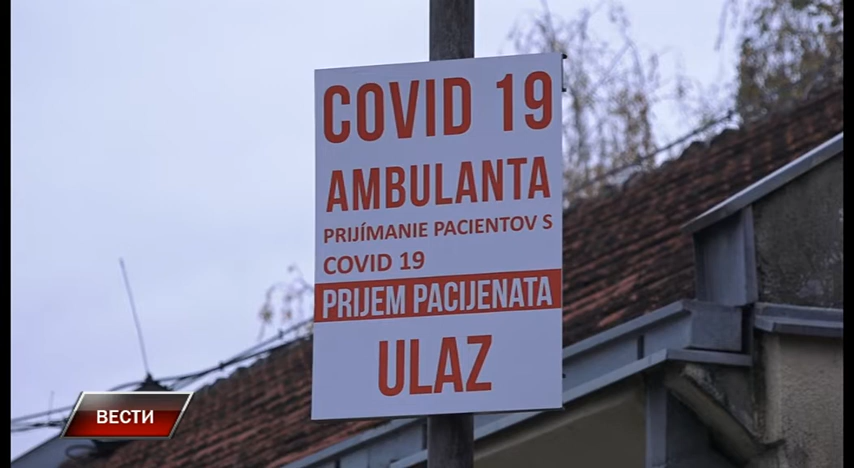 COVID 19
AMBULANTA
PRIJÍMANIE PACIENTOV S
COVID 19
PRIJEM PACIJENATA
ULAZ
ВЕСТИ